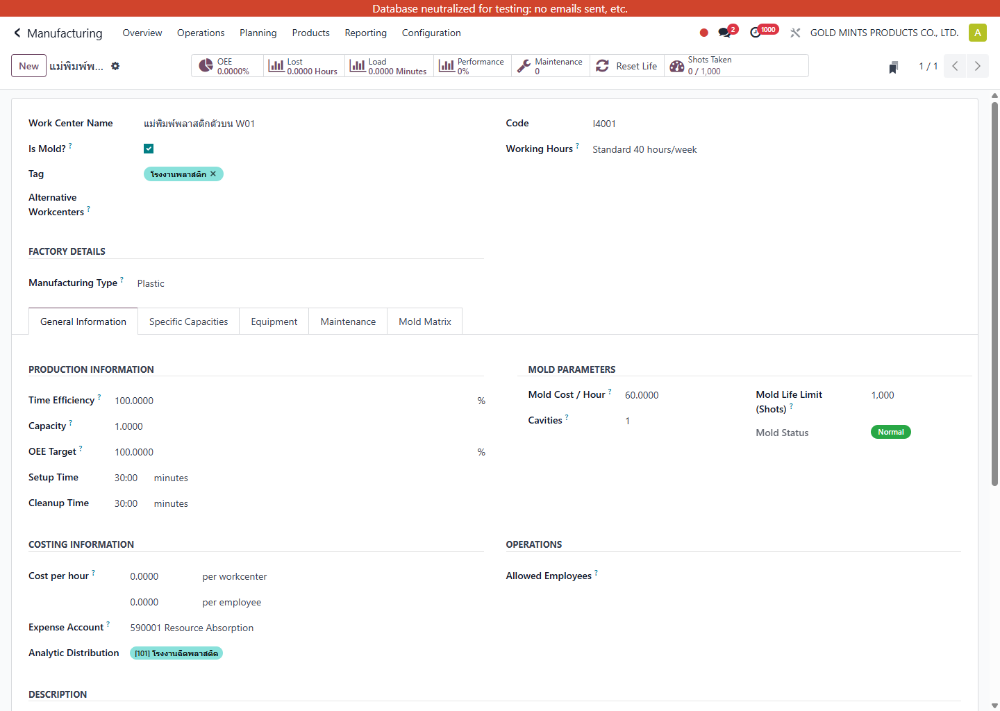 Database neutralized for testing: no emails sent, etc.
Manufacturing Overview Operations Planning Products Reporting Configuration 2 1000 GOLD MINTS PRODUCTS CO., LTD. A
New แม่พิมพ์พ... OEE 0.0000% Lost 0.0000 Hours Load 0.0000 Minutes Performance 0% Maintenance 0 Reset Life Shots Taken 0 / 1,000 1 / 1
Work Center Name แม่พิมพ์พลาสติกตัวบน W01 Code I4001
Is Mold? ? Working Hours ? Standard 40 hours/week
Tag โรงงานพลาสติก ×
Alternative
Workcenters ?
FACTORY DETAILS
Manufacturing Type ? Plastic
General Information Specific Capacities Equipment Maintenance Mold Matrix
PRODUCTION INFORMATION MOLD PARAMETERS
Time Efficiency ? 100.0000 % Mold Cost / Hour ? 60.0000 Mold Life Limit (Shots) ? 1,000
Capacity ? 1.0000 Cavities ? 1 Mold Status Normal
OEE Target ? 100.0000 %
Setup Time 30:00 minutes
Cleanup Time 30:00 minutes
COSTING INFORMATION OPERATIONS
Cost per hour ? 0.0000 per workcenter Allowed Employees ?
0.0000 per employee
Expense Account ? 590001 Resource Absorption
Analytic Distribution [101] โรงงานฉีดพลาสติค
DESCRIPTION